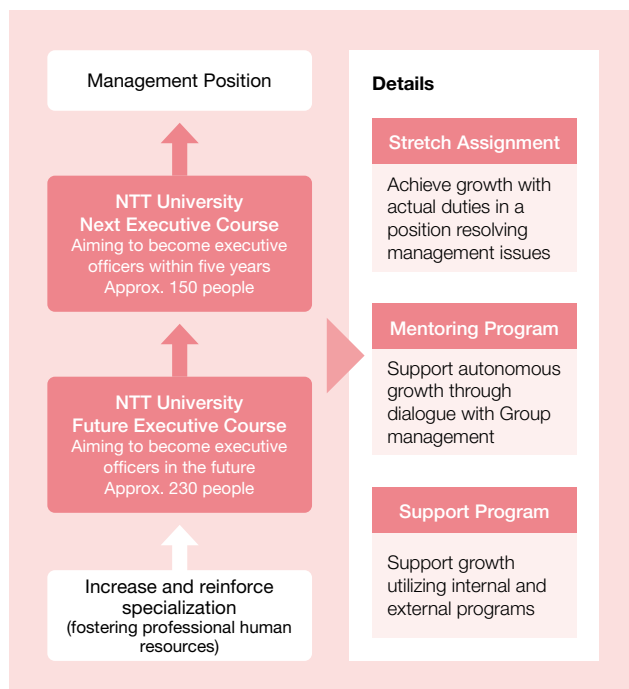 Management Position
NTT University
Next Executive Course
Aiming to become executive
officers within five years
Approx. 150 people
NTT University
Future Executive Course
Aiming to become executive
officers in the future
Approx. 230 people
Increase and reinforce
specialization
(fostering professional human
resources)
Details
Stretch Assignment
Achieve growth with
actual duties in a
position resolving
management issues
Mentoring Program
Support autonomous
growth through
dialogue with Group
management
Support Program
Support growth
utilizing internal and
external programs